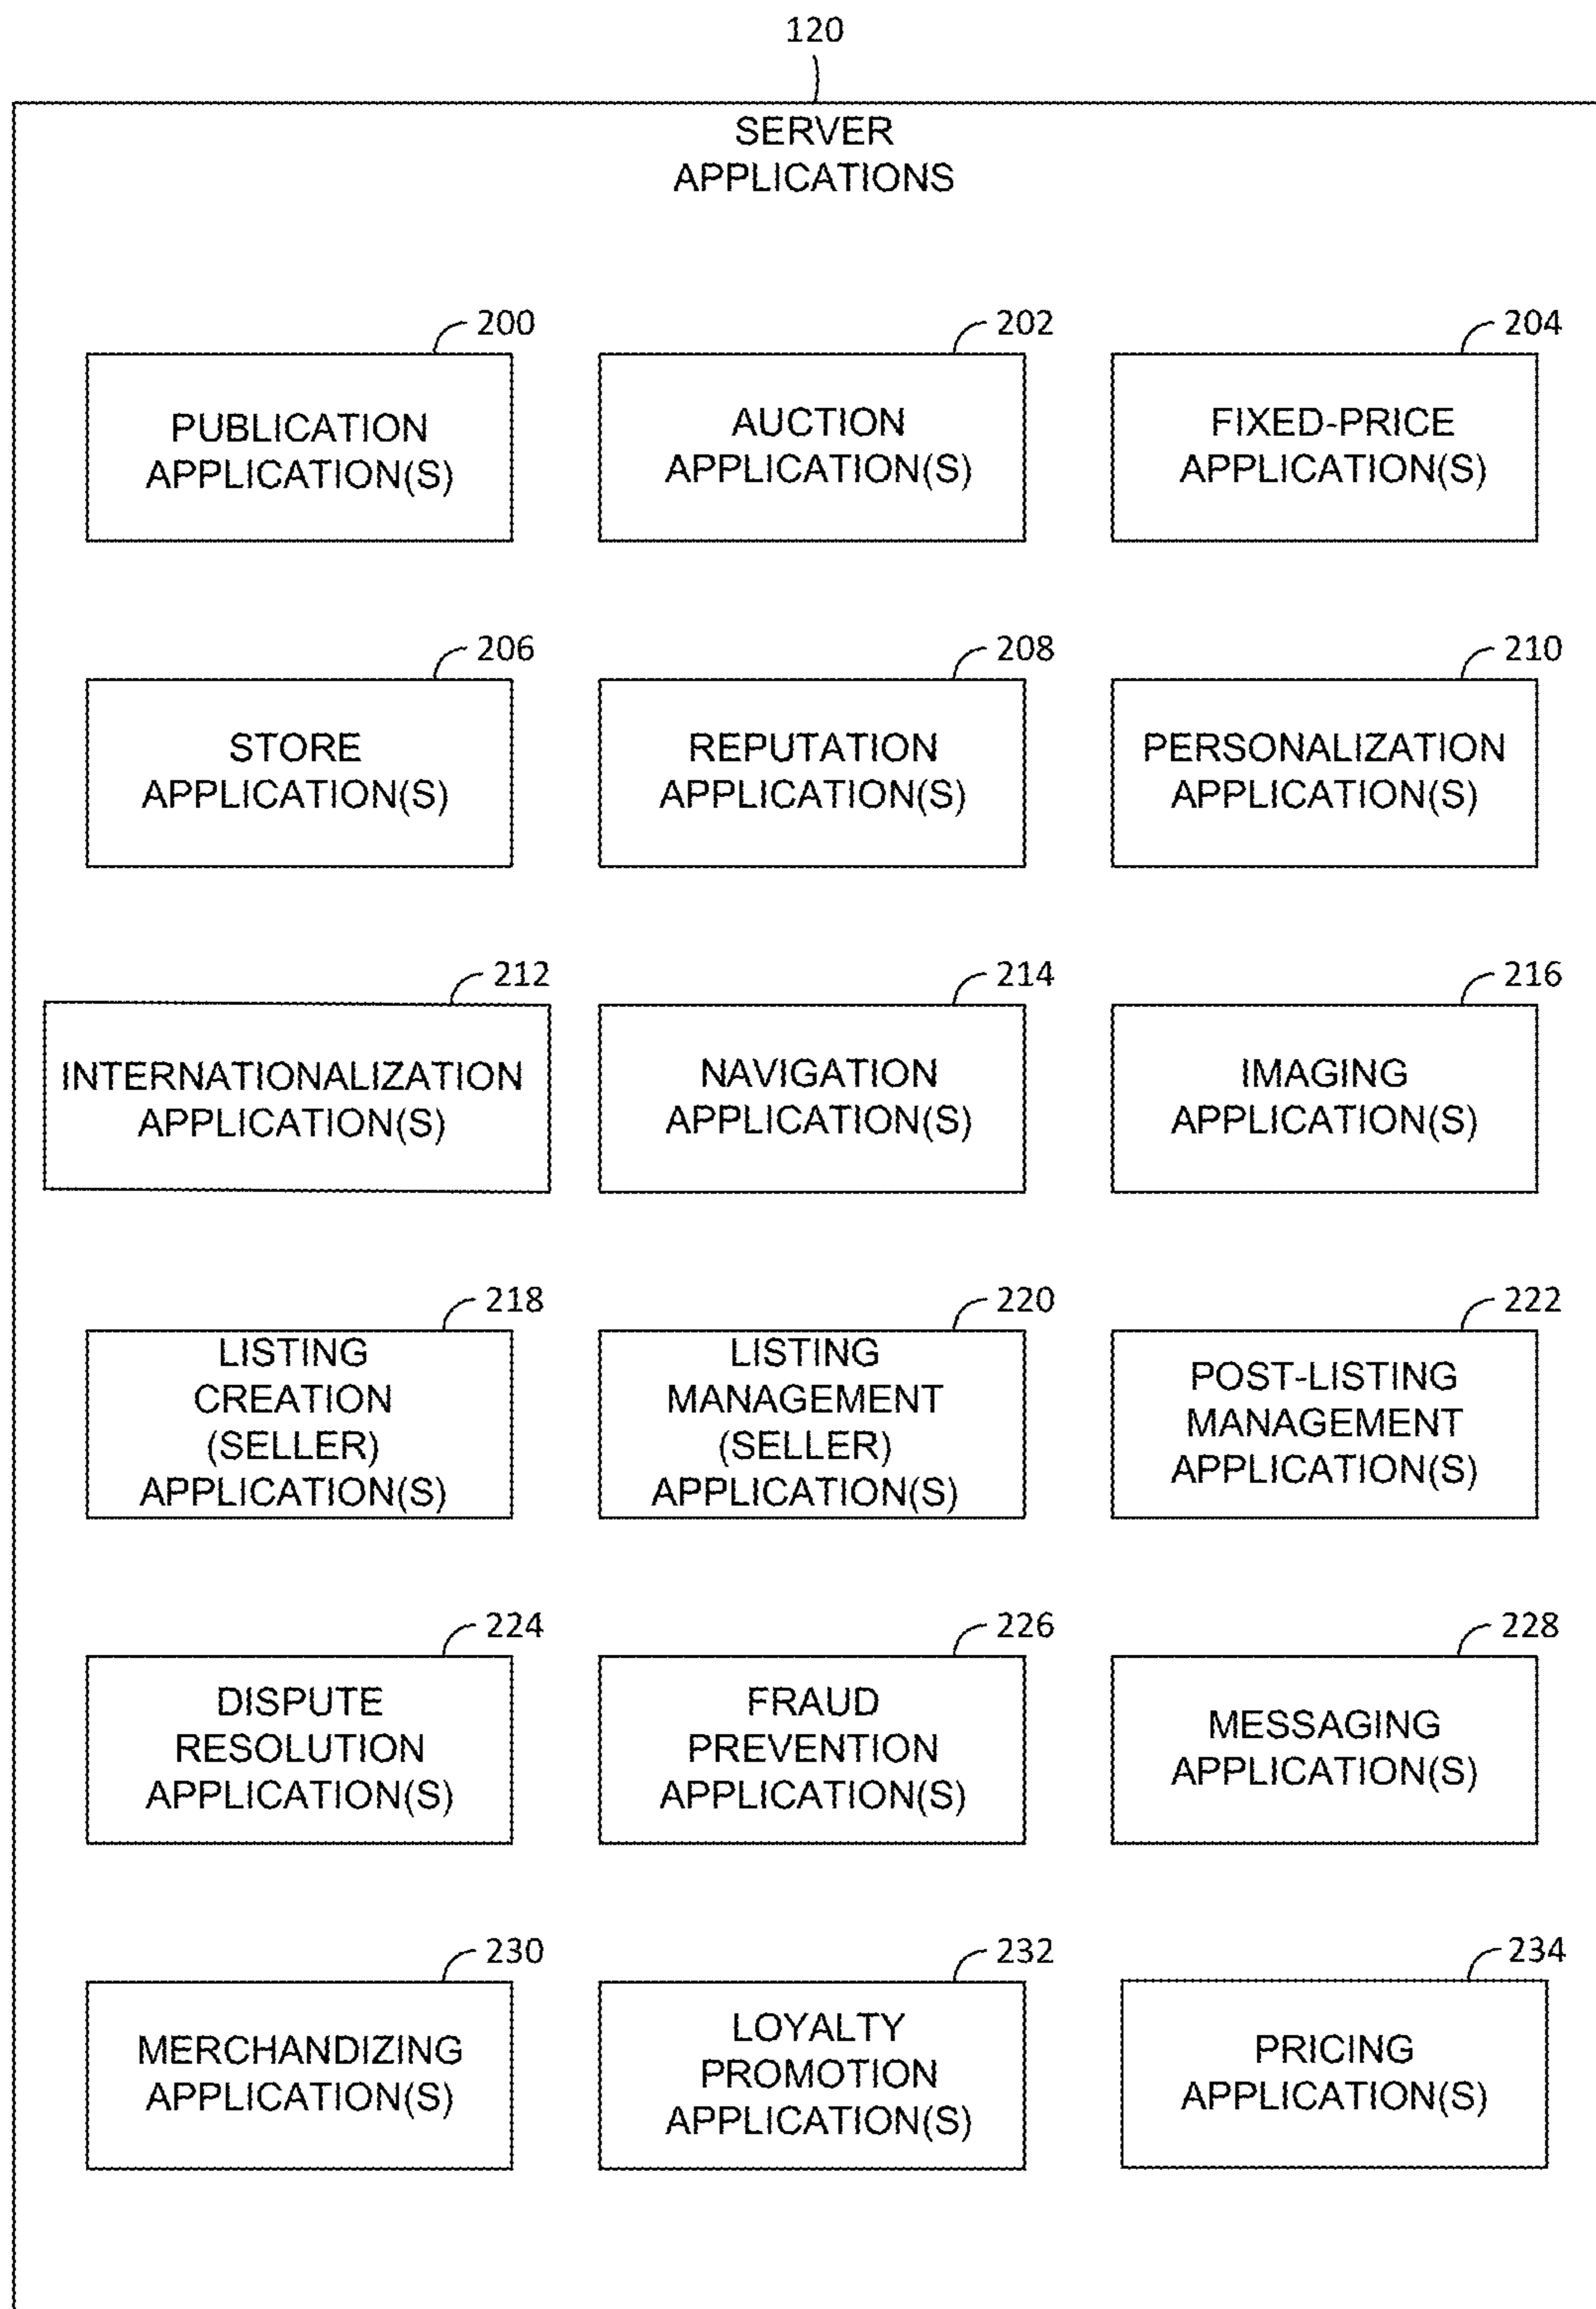 120
SERVER
APPLICATIONS
200
PUBLICATION
APPLICATION(S)
202
AUCTION
APPLICATION(S)
204
FIXED-PRICE
APPLICATION(S)
206
STORE
APPLICATION(S)
208
REPUTATION
APPLICATION(S)
210
PERSONALIZATION
APPLICATION(S)
212
INTERNATIONALIZATION
APPLICATION(S)
214
NAVIGATION
APPLICATION(S)
216
IMAGING
APPLICATION(S)
218
LISTING
CREATION
(SELLER)
APPLICATION(S)
220
LISTING
MANAGEMENT
(SELLER)
APPLICATION(S)
222
POST-LISTING
MANAGEMENT
APPLICATION(S)
224
DISPUTE
RESOLUTION
APPLICATION(S)
226
FRAUD
PREVENTION
APPLICATION(S)
228
MESSAGING
APPLICATION(S)
230
MERCHANDIZING
APPLICATION(S)
232
LOYALTY
PROMOTION
APPLICATION(S)
234
PRICING
APPLICATION(S)